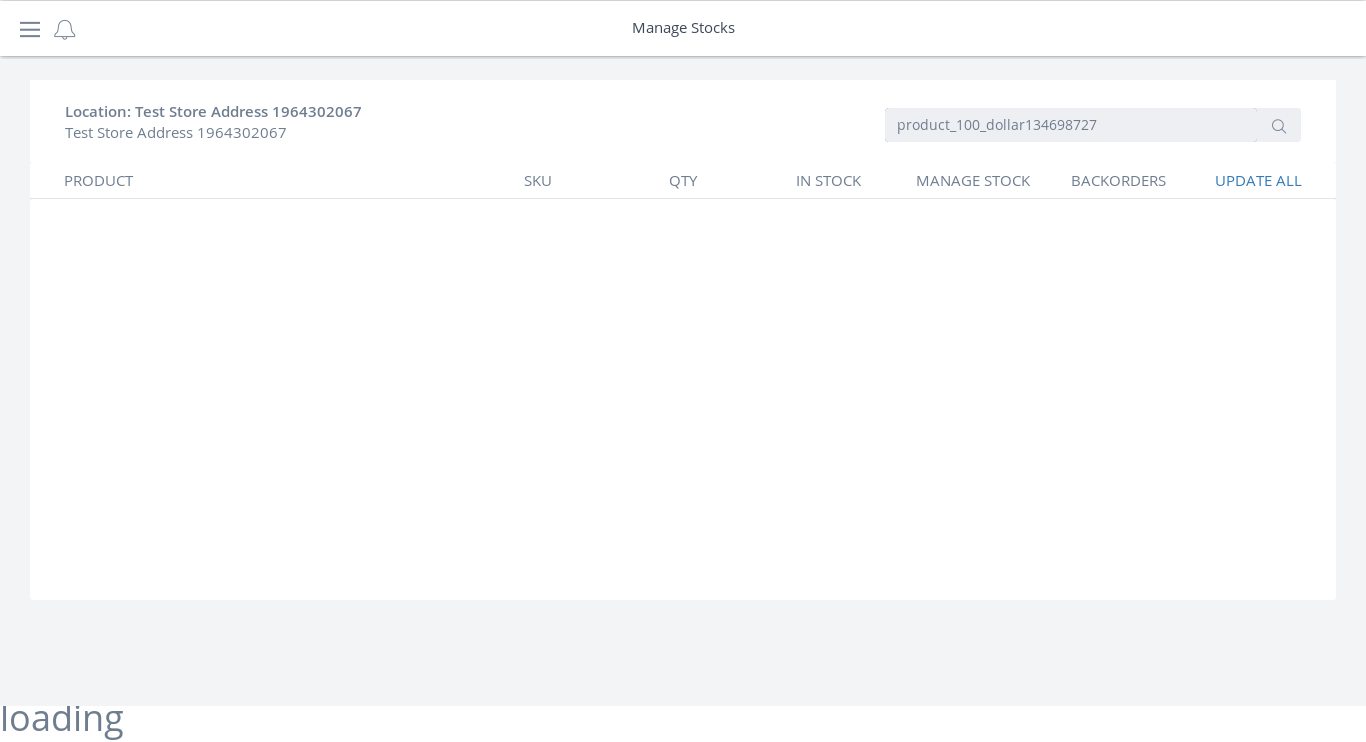 Manage Stocks
Location: Test Store Address 1964302067
Test Store Address 1964302067
product_100_dollar134698727
PRODUCT SKU QTY IN STOCK MANAGE STOCK BACKORDERS UPDATE ALL
loading